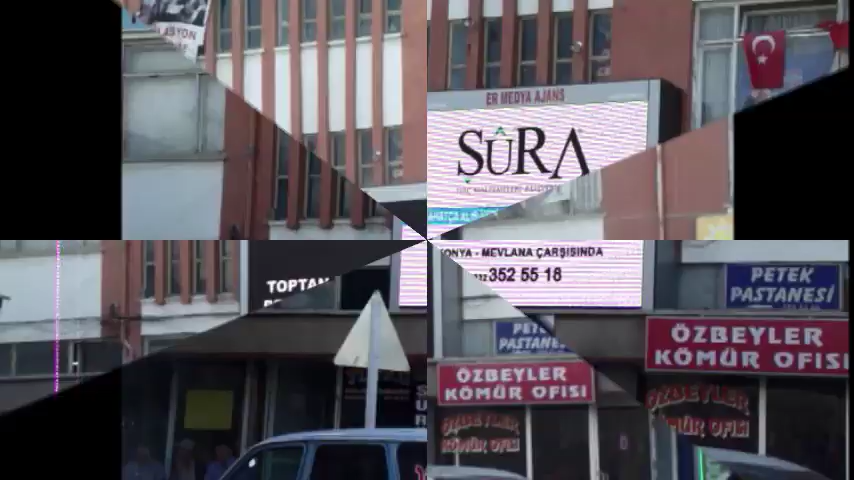 ER MEDYA AJANS
SÛRA
KONYA - MEVLANA ÇARŞISINDA
352 55 18
TOPTAN
PETEK
PASTANESİ
ÖZBEYLER
KÖMÜR OFİSİ
PETEK
PASTANESİ
ÖZBEYLER
KÖMÜR OFİSİ
ÖZBEYLER
KÖMÜR OFİSİ
ÖZBEYLER
KÖMÜR OFİSİ